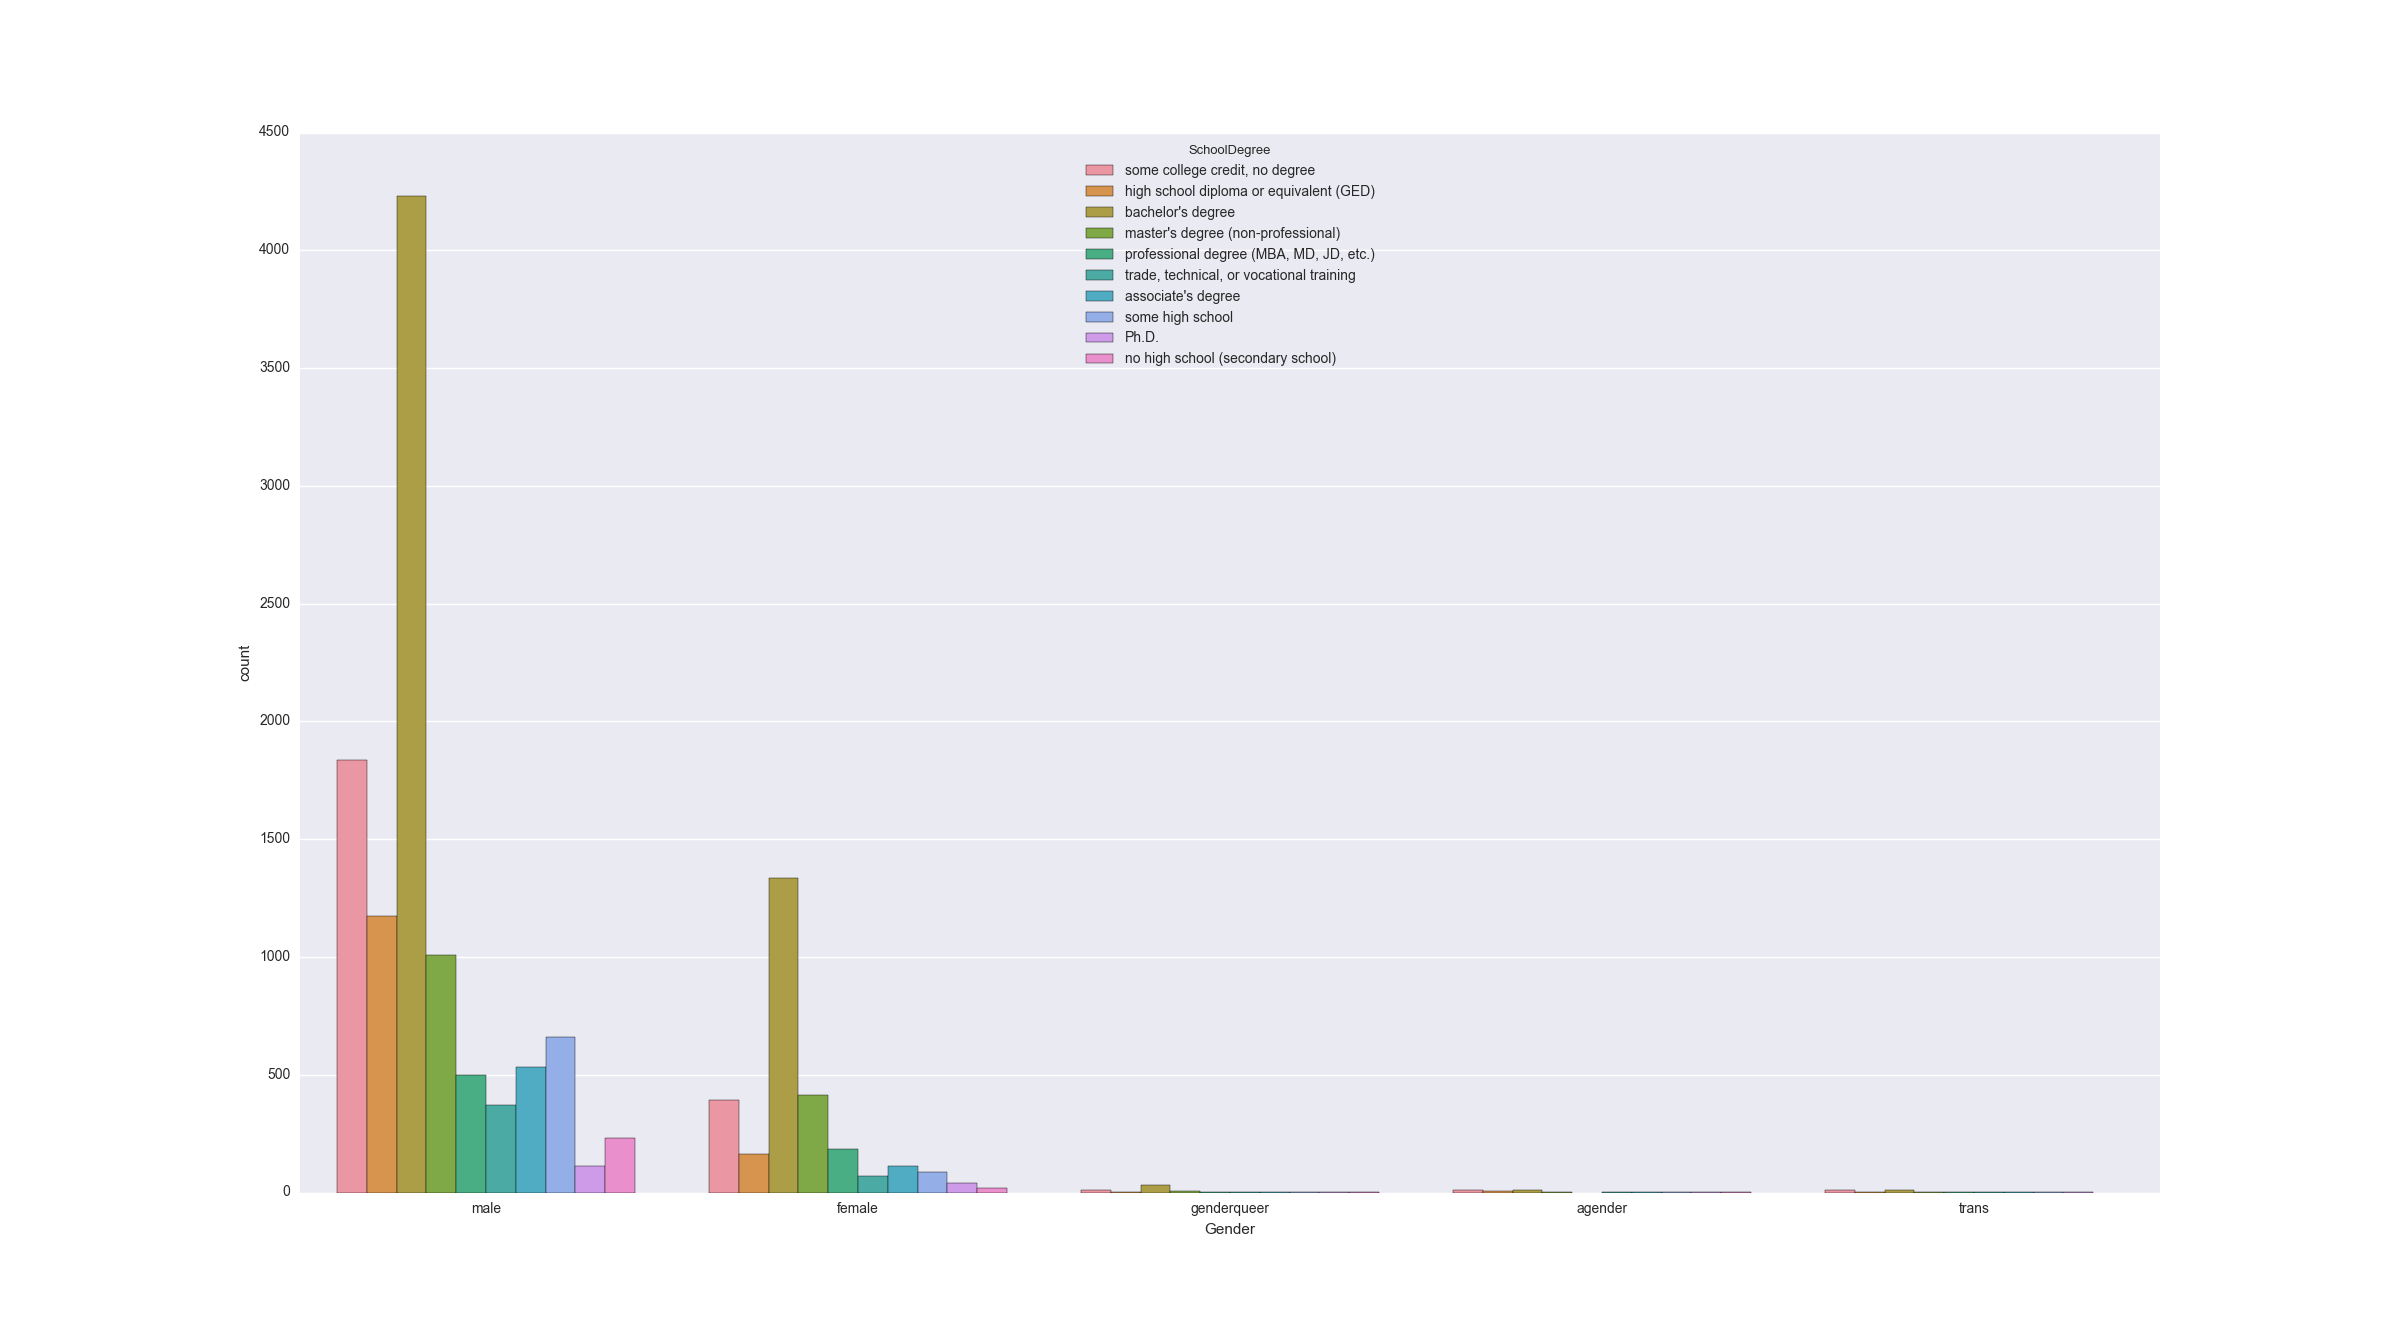 4500
4000
3500
3000
2500
2000
1500
1000
500
0
count
SchoolDegree
some college credit, no degree
high school diploma or equivalent (GED)
bachelor's degree
master's degree (non-professional)
professional degree (MBA, MD, JD, etc.)
trade, technical, or vocational training
associate's degree
some high school
Ph.D.
no high school (secondary school)
male female genderqueer agender trans
Gender